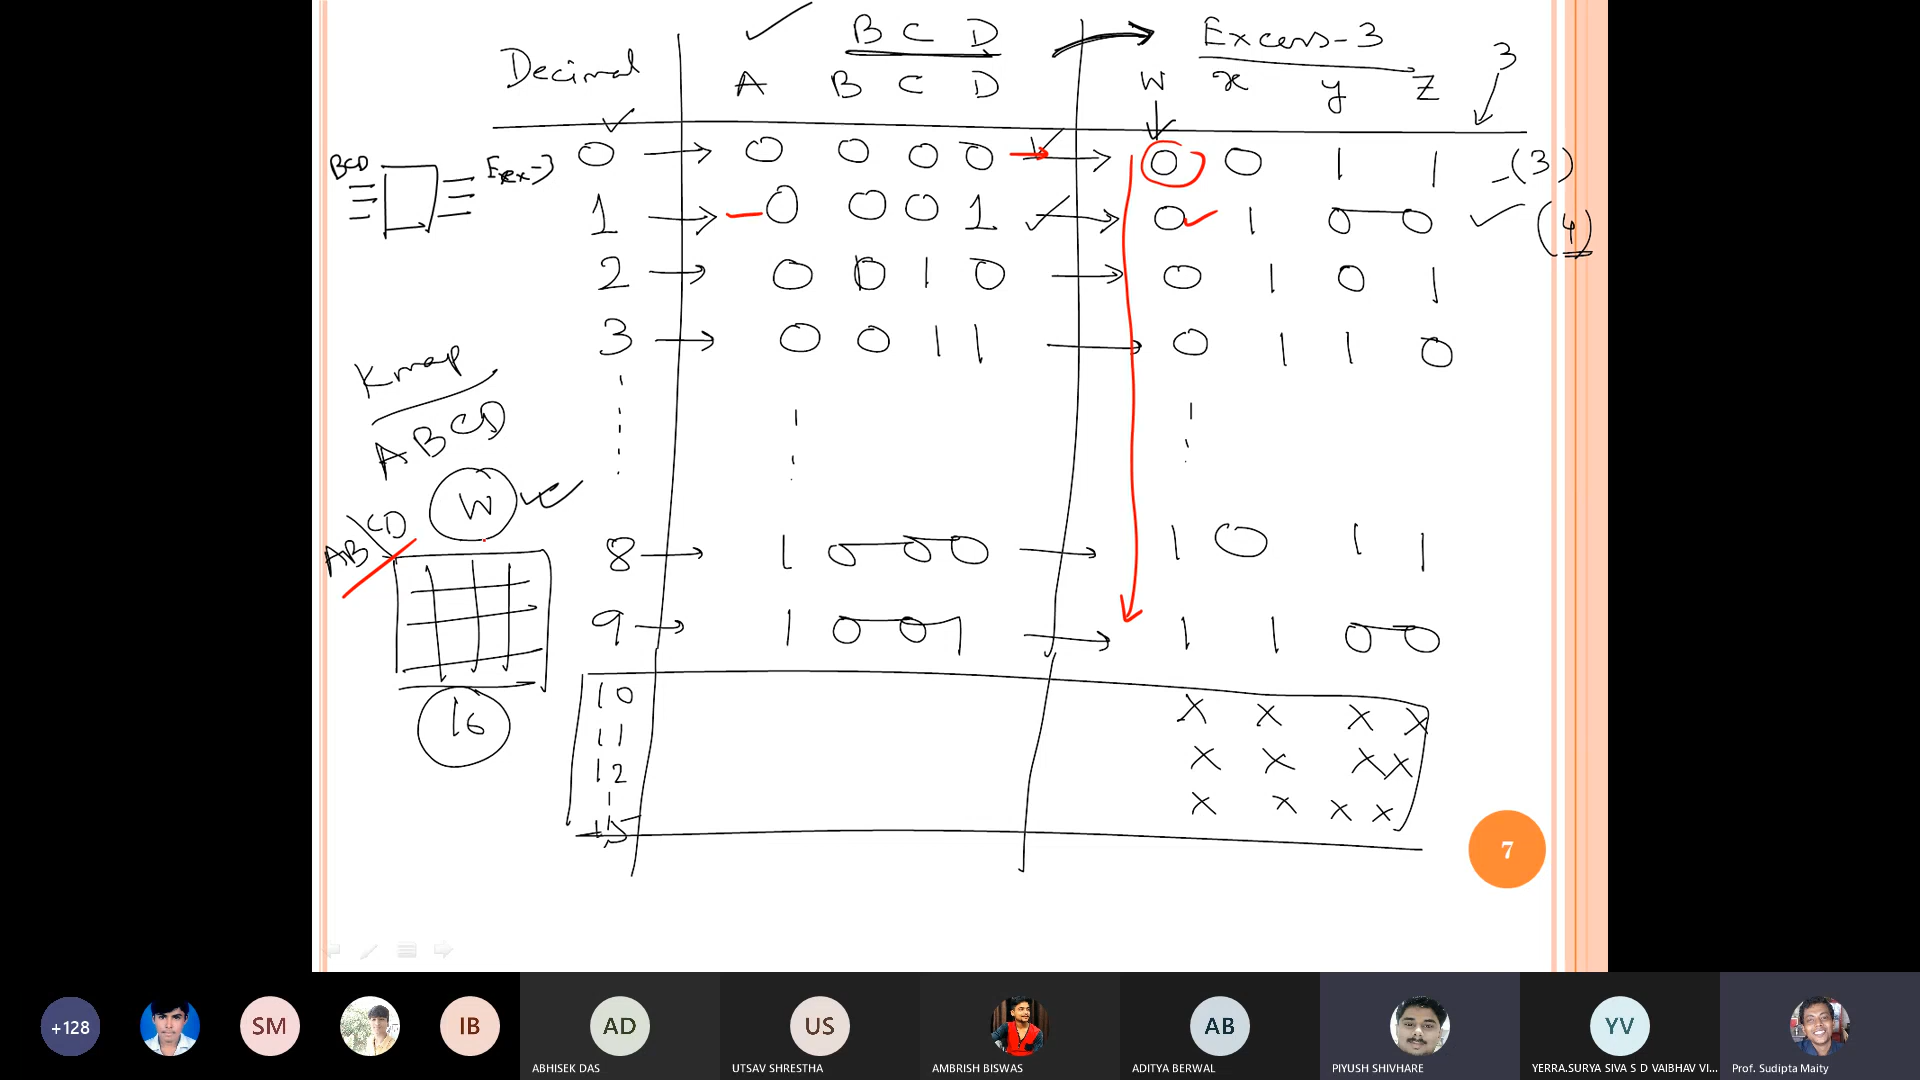 B C D Excess-3
Decimal A B C D W x y Z 3
BCD Exex-3 0 → 0 0 0 0 → 0 0 1 1 -(3)
1 → 0 0 0 1 → 0 1 0 0 (4)
2 → 0 0 1 0 → 0 1 0 1
3 → 0 0 1 1 → 0 1 1 0
Kmap
ABCD
W
AB\CD
8 → 1 0 0 0 → 1 0 1 1
9 → 1 0 0 1 → 1 1 0 0
16
10 X X X X
11
12 X X X X
15 X X X X
7
+128 SM IB AD US AB YV
ABHISEK DAS UTSAV SHRESTHA AMBRISH BISWAS ADITYA BERWAL PIYUSH SHIVHARE YERRA.SURYA SIVA S D VAIBHAV VI... Prof. Sudipta Maity